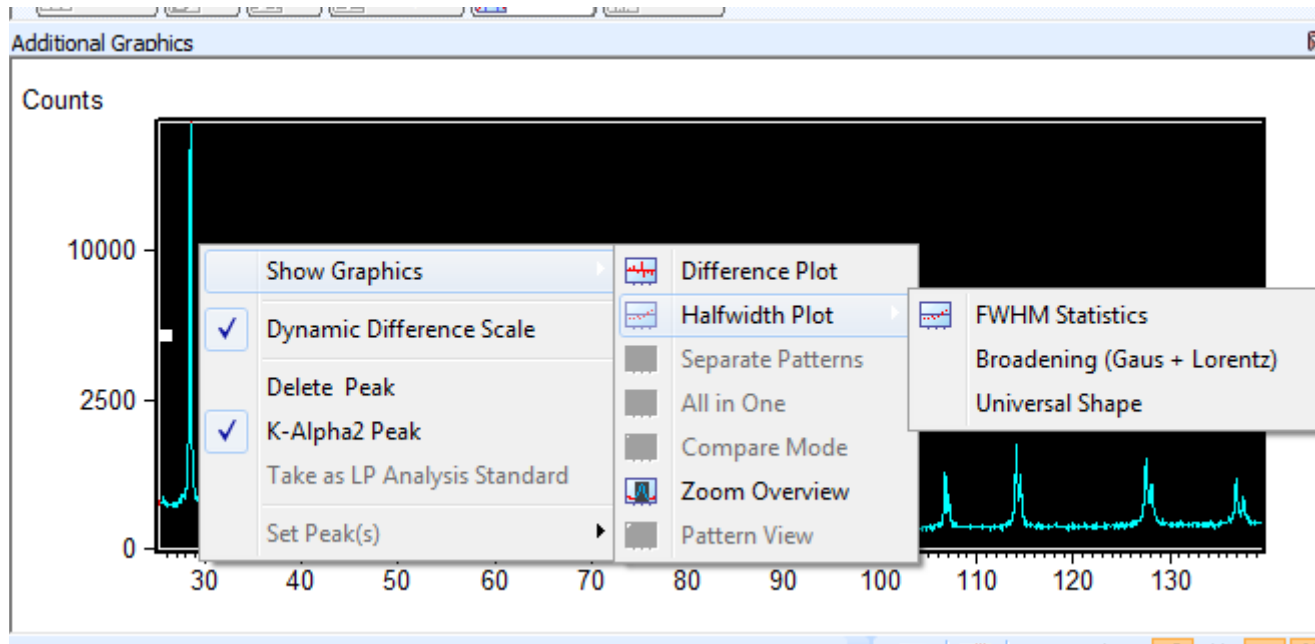 Additional Graphics
Counts
10000
2500
0
Show Graphics
Dynamic Difference Scale
Delete Peak
K-Alpha2 Peak
Take as LP Analysis Standard
Set Peak(s)
Difference Plot
Halfwidth Plot
Separate Patterns
All in One
Compare Mode
Zoom Overview
Pattern View
FWHM Statistics
Broadening (Gaus + Lorentz)
Universal Shape
30 40 50 60 70 80 90 100 110 120 130